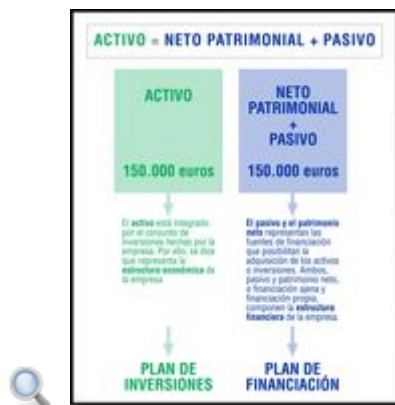 ACTIVO = NETO PATRIMONIAL + PASIVO
ACTIVO
150.000 euros
El activo está integrado
por el conjunto de
inversiones hechas por la
empresa. Por ello, se dice
que representa la
estructura económica de
la empresa.
PLAN DE
INVERSIONES
NETO
PATRIMONIAL
+
PASIVO
150.000 euros
El pasivo y el patrimonio
neto representan las
fuentes de financiación
que posibilitan la
adquisición de los activos
o inversiones. Ambos,
pasivo y patrimonio neto,
o financiación ajena y
financiación propia,
componen la estructura
financiera de la empresa.
PLAN DE
FINANCIACIÓN